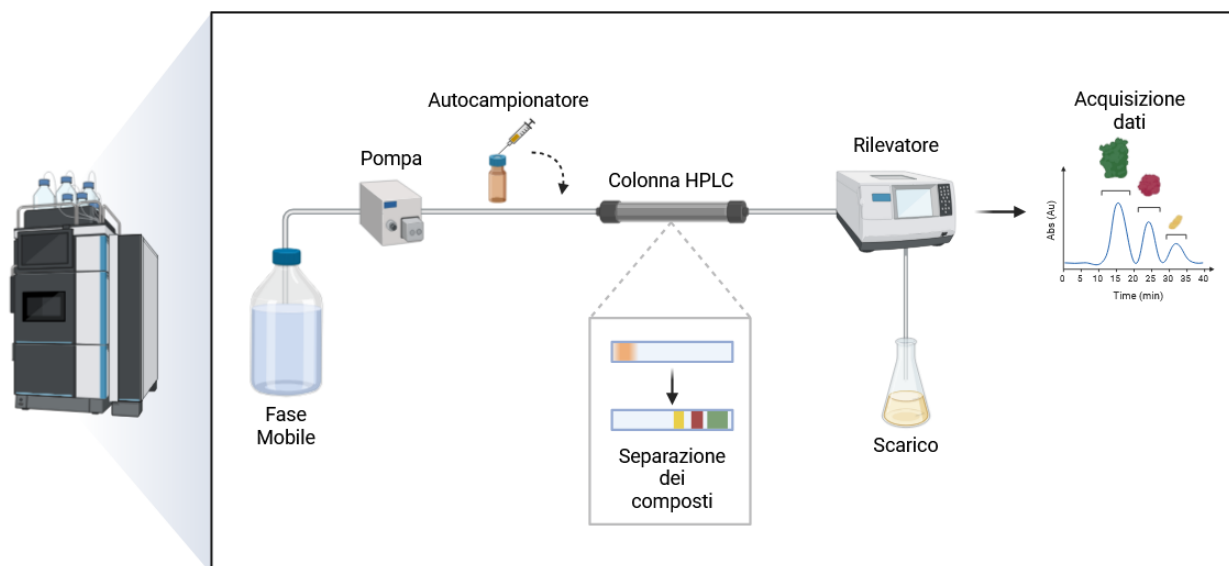 Autocampionatore
Pompa
Colonna HPLC
Rilevatore
Acquisizione
dati
Abs (Au)
0 5 10 15 20 25 30 35 40
Time (min)
Fase
Mobile
Separazione
dei
composti
Scarico